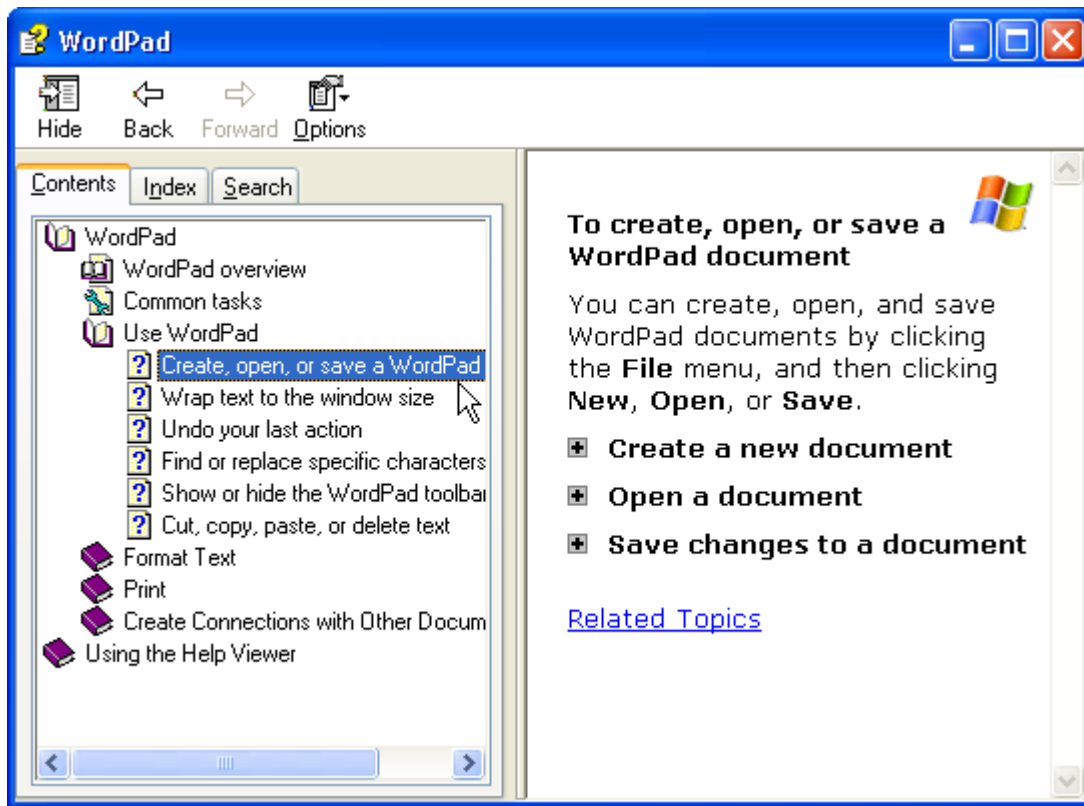 WordPad
Hide Back Forward Options
Contents Index Search
WordPad
WordPad overview
Common tasks
Use WordPad
Create, open, or save a WordPad
Wrap text to the window size
Undo your last action
Find or replace specific characters
Show or hide the WordPad toolbar
Cut, copy, paste, or delete text
Format Text
Print
Create Connections with Other Docum
Using the Help Viewer
To create, open, or save a
WordPad document
You can create, open, and save
WordPad documents by clicking
the File menu, and then clicking
New, Open, or Save.
Create a new document
Open a document
Save changes to a document
Related Topics